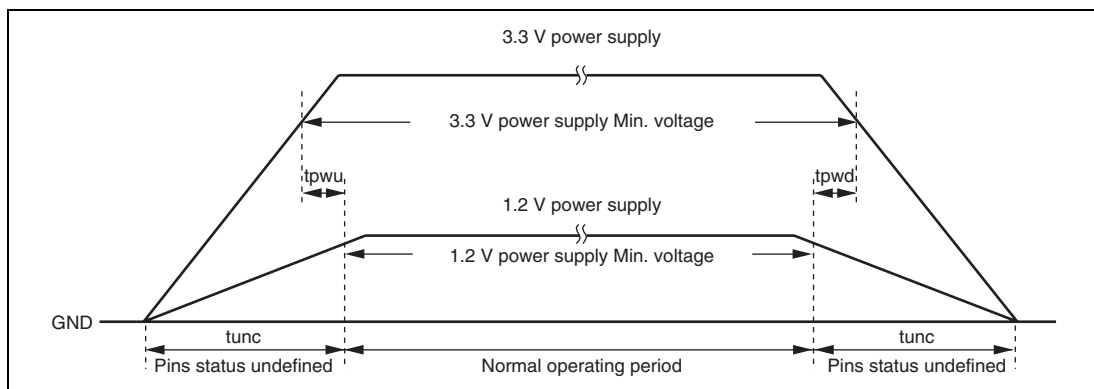 3.3 V power supply
3.3 V power supply Min. voltage
tpwu
tpwd
1.2 V power supply
1.2 V power supply Min. voltage
GND
tunc
tunc
Pins status undefined
Normal operating period
Pins status undefined